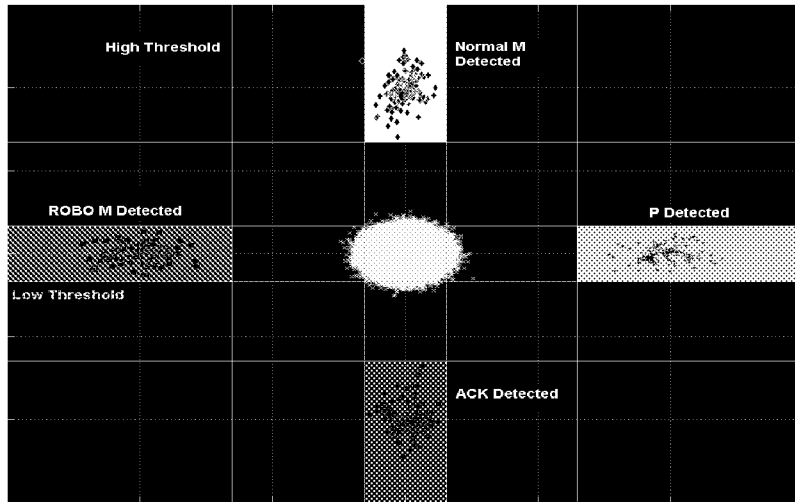 High Threshold
Normal M
Detected
ROBO M Detected
P Detected
Low Threshold
ACK Detected